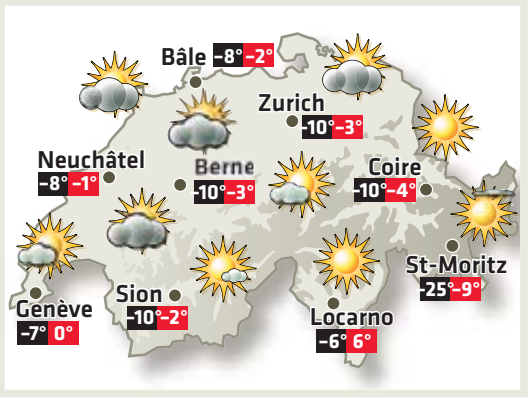 Bâle -8° -2°
Zurich
-10° -3°
Neuchâtel
-8° -1°
Berne
-10° -3°
Coire
-10° -4°
St-Moritz
-25° -9°
Sion
-10° -2°
Genève
-7° 0°
Locarno
-6° 6°